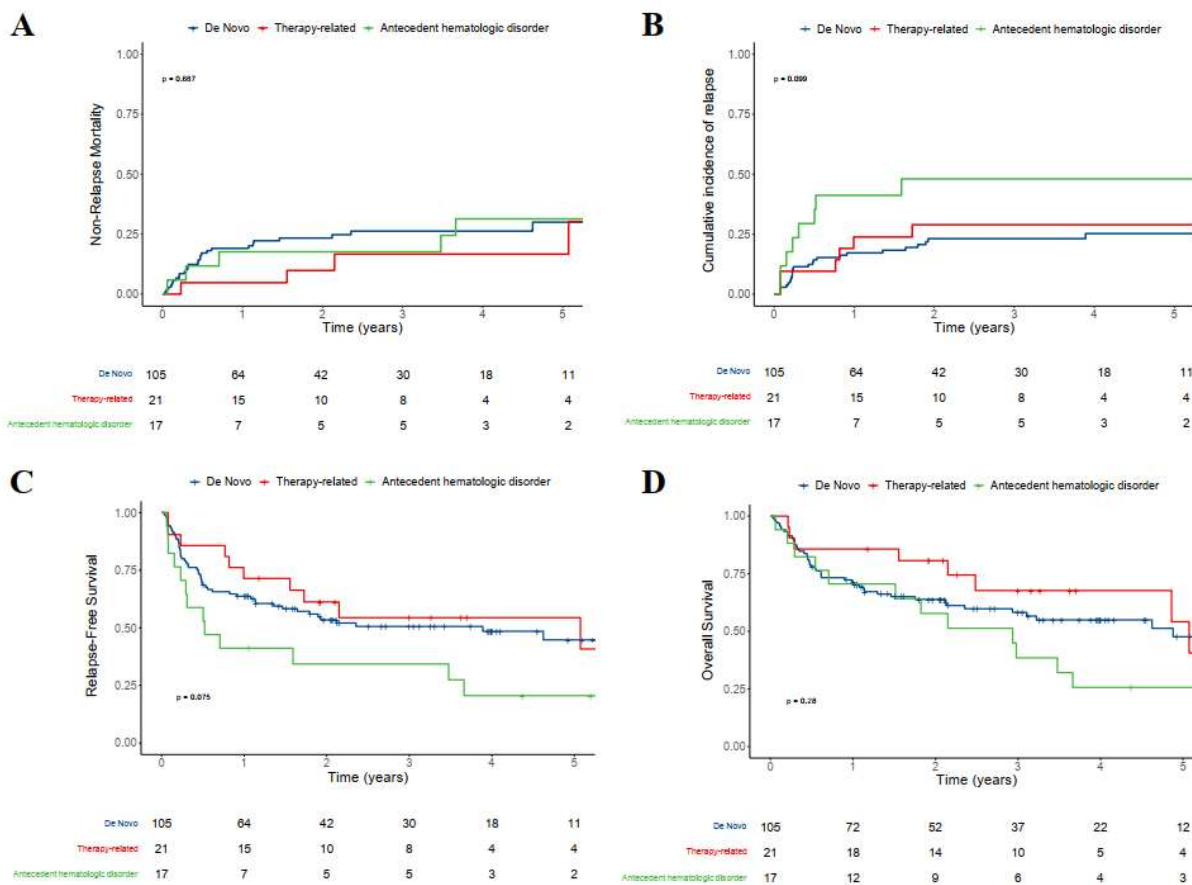 A
De Novo Therapy-related Antecedent hematologic disorder
1.00
p = 0.667
0.75
0.50
0.25
0.00
Non-Relapse Mortality
0 1 2 3 4 5
Time (years)
De Novo 105 64 42 30 18 11
Therapy-related 21 15 10 8 4 4
Antecedent hematologic disorder 17 7 5 5 3 2
B
De Novo Therapy-related Antecedent hematologic disorder
1.00
p = 0.099
0.75
0.50
0.25
0.00
Cumulative incidence of relapse
0 1 2 3 4 5
Time (years)
De Novo 105 64 42 30 18 11
Therapy-related 21 15 10 8 4 4
Antecedent hematologic disorder 17 7 5 5 3 2
C
De Novo Therapy-related Antecedent hematologic disorder
1.00
0.75
0.50
0.25
p = 0.075
0.00
Relapse-Free Survival
0 1 2 3 4 5
Time (years)
De Novo 105 64 42 30 18 11
Therapy-related 21 15 10 8 4 4
Antecedent hematologic disorder 17 7 5 5 3 2
D
De Novo Therapy-related Antecedent hematologic disorder
1.00
0.75
0.50
0.25
p = 0.28
0.00
Overall Survival
0 1 2 3 4 5
Time (years)
De Novo 105 72 52 37 22 12
Therapy-related 21 18 14 10 5 4
Antecedent hematologic disorder 17 12 9 6 4 3